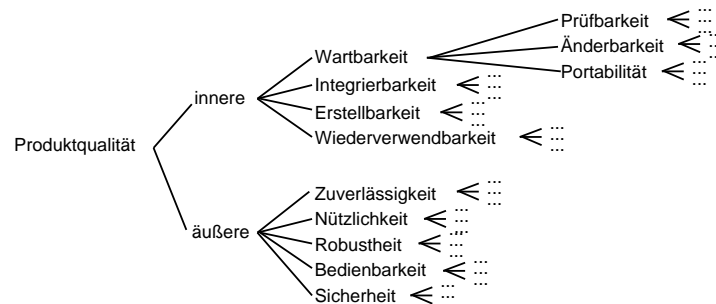 Prüfbarkeit ...
Änderbarkeit ...
Wartbarkeit
Portabilität ...
Integrierbarkeit ...
innere
Erstellbarkeit ...
Wiederverwendbarkeit ...
Produktqualität
Zuverlässigkeit ...
Nützlichkeit ...
äußere
Robustheit ...
Bedienbarkeit ...
Sicherheit ...